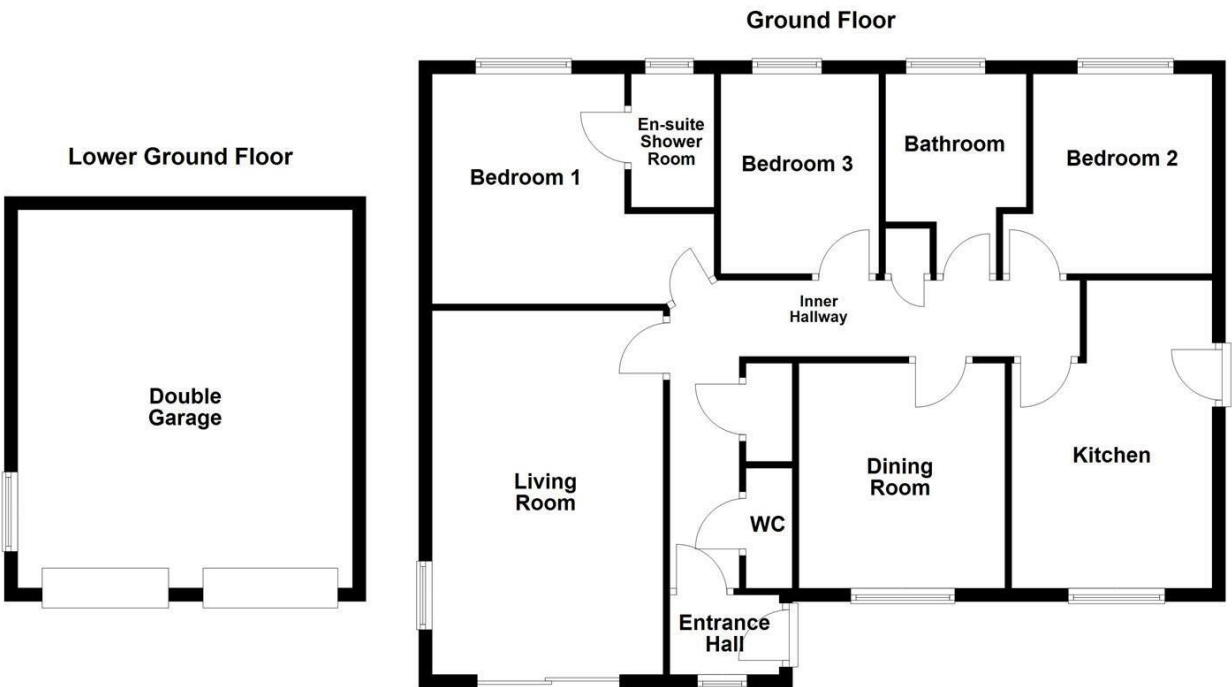 Ground Floor
Lower Ground Floor
Double
Garage
Bedroom 1
En-suite
Shower
Room
Bedroom 3
Bathroom
Bedroom 2
Inner
Hallway
Living
Room
WC
Dining
Room
Kitchen
Entrance
Hall